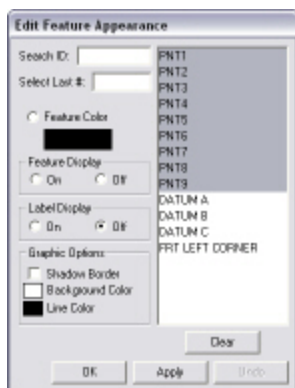 Edit Feature Appearance
Search ID:
Select Last #:
Feature Color
Feature Display
On Off
Label Display
On Off
Graphic Options
Shadow Border
Background Color
Line Color
PNT1
PNT2
PNT3
PNT4
PNT5
PNT6
PNT7
PNT8
PNT9
DATUM A
DATUM B
DATUM C
FRT LEFT CORNER
Clear
OK Apply Undo